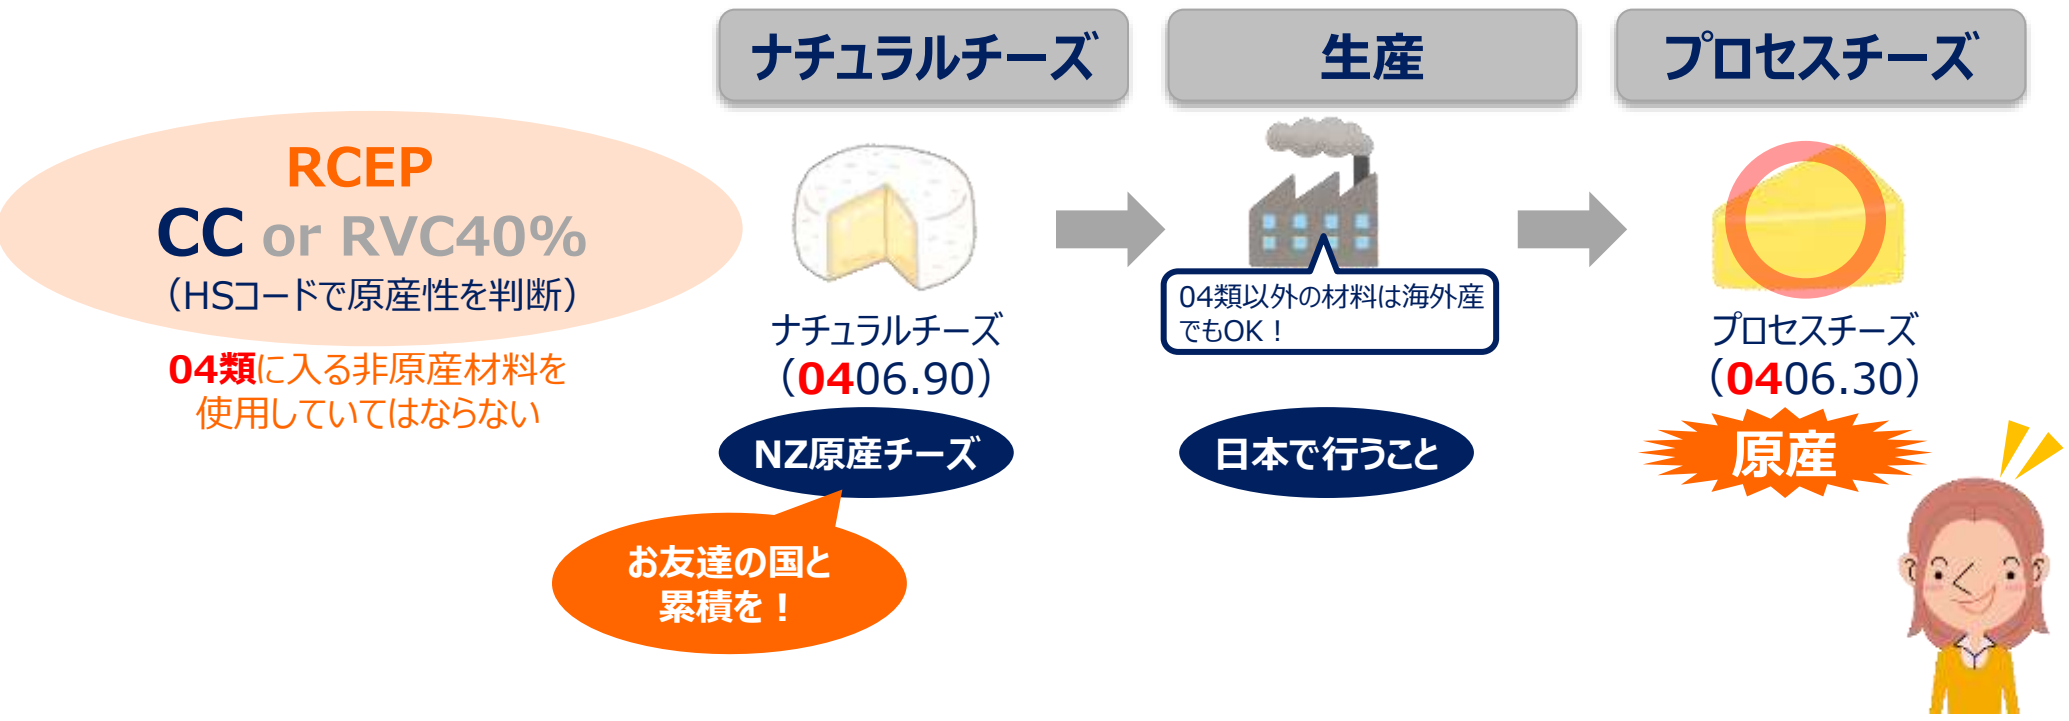 ナチュラルチーズ
生産
プロセスチーズ
RCEP
CC or RVC40%
（HSコードで原産性を判断）
04類に入る非原産材料を
使用していてはならない
ナチュラルチーズ
（0406.90）
NZ原産チーズ
お友達の国と
累積を！
04類以外の材料は海外産
でもOK！
日本で行うこと
プロセスチーズ
（0406.30）
原産